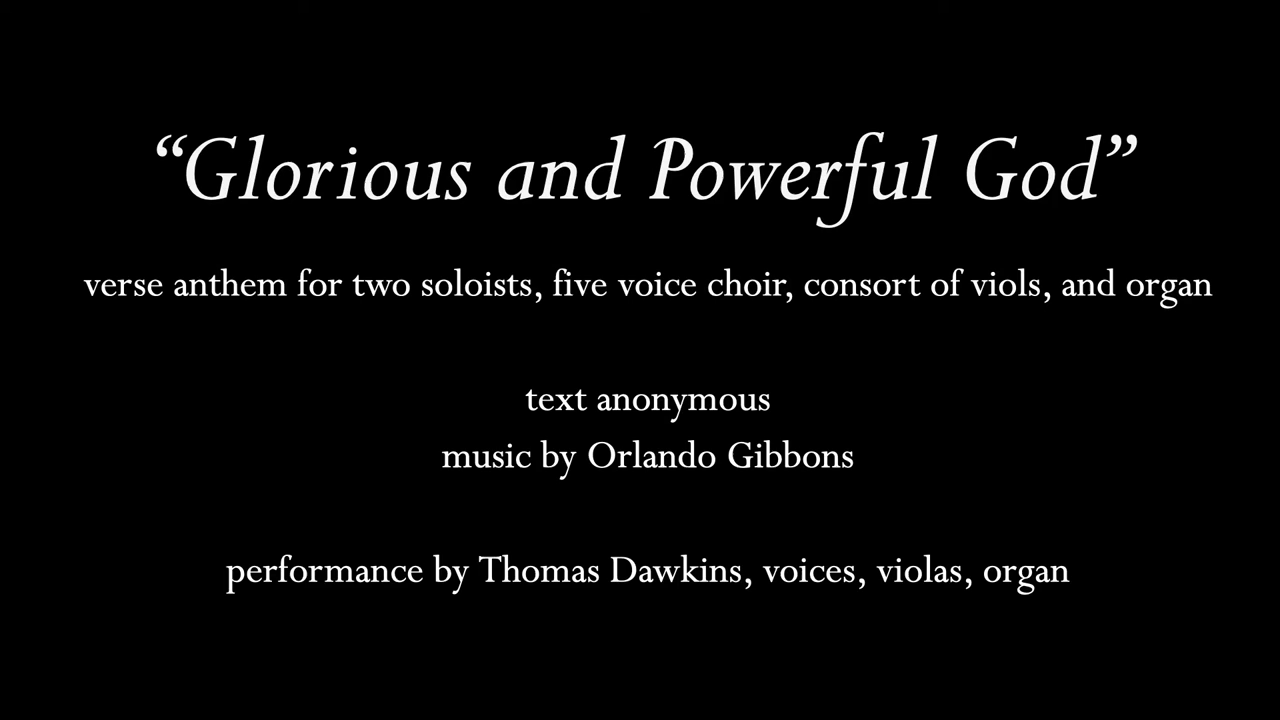 “Glorious and Powerful God”
verse anthem for two soloists, five voice choir, consort of viols, and organ
text anonymous
music by Orlando Gibbons
performance by Thomas Dawkins, voices, violas, organ